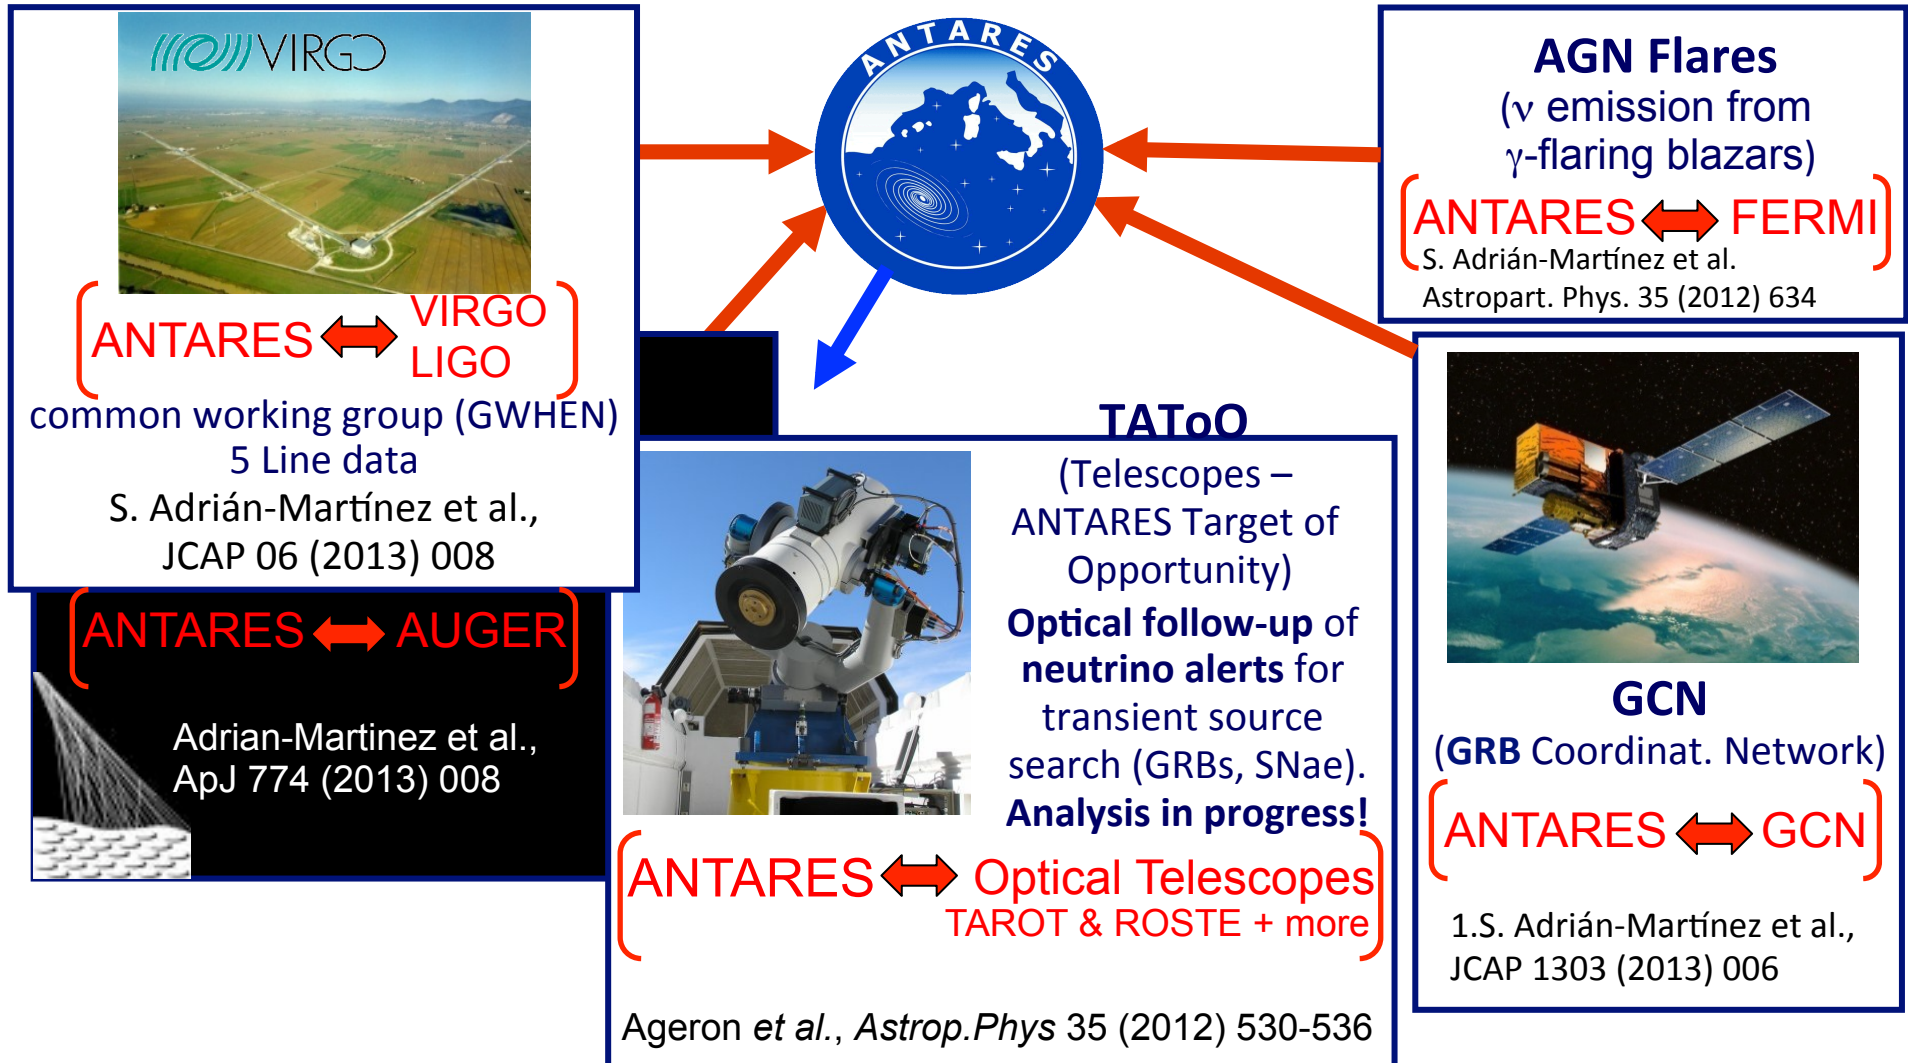 VIRGO
ANTARES
VIRGO
LIGO
common working group (GWHEN)
5 Line data
S. Adrián-Martínez et al.,
JCAP 06 (2013) 008
ANTARES AUGER
Adrian-Martinez et al.,
ApJ 774 (2013) 008
ANTARES
TAToO
(Telescopes –
ANTARES Target of
Opportunity)
Optical follow-up of
neutrino alerts for
transient source
search (GRBs, SNae).
Analysis in progress!
ANTARES Optical Telescopes
TAROT & ROSTE + more
Ageron et al., Astrop.Phys 35 (2012) 530-536
AGN Flares
(ν emission from
γ-flaring blazars)
ANTARES FERMI
S. Adrián-Martínez et al.
Astropart. Phys. 35 (2012) 634
GCN
(GRB Coordinat. Network)
ANTARES GCN
1.S. Adrián-Martínez et al.,
JCAP 1303 (2013) 006